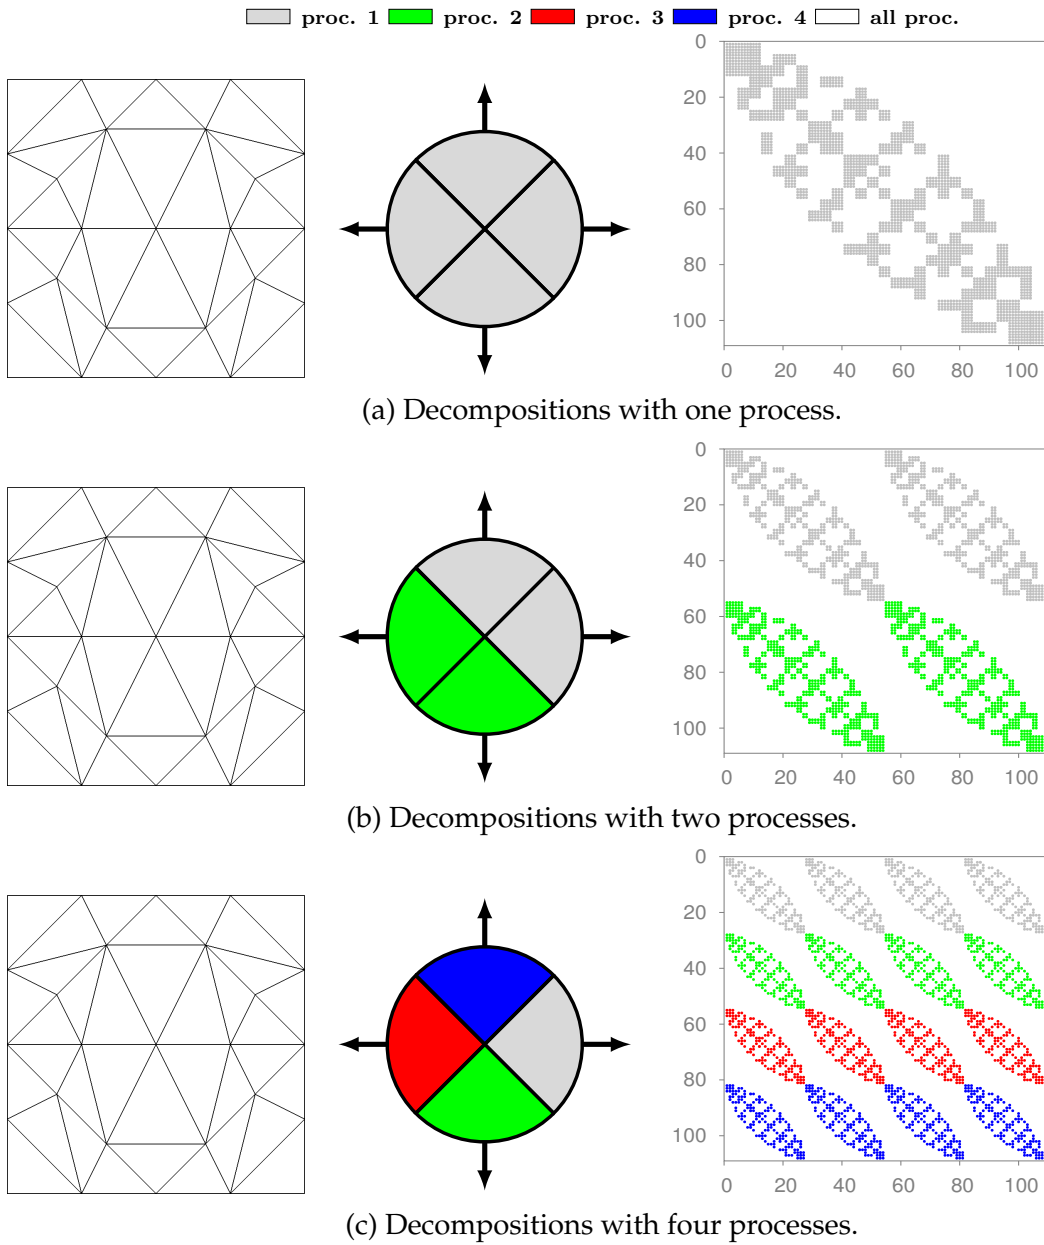 proc. 1 proc. 2 proc. 3 proc. 4 all proc.
0
20
40
60
80
100
0 20 40 60 80 100
(a) Decompositions with one process.
0
20
40
60
80
100
0 20 40 60 80 100
(b) Decompositions with two processes.
0
20
40
60
80
100
0 20 40 60 80 100
(c) Decompositions with four processes.